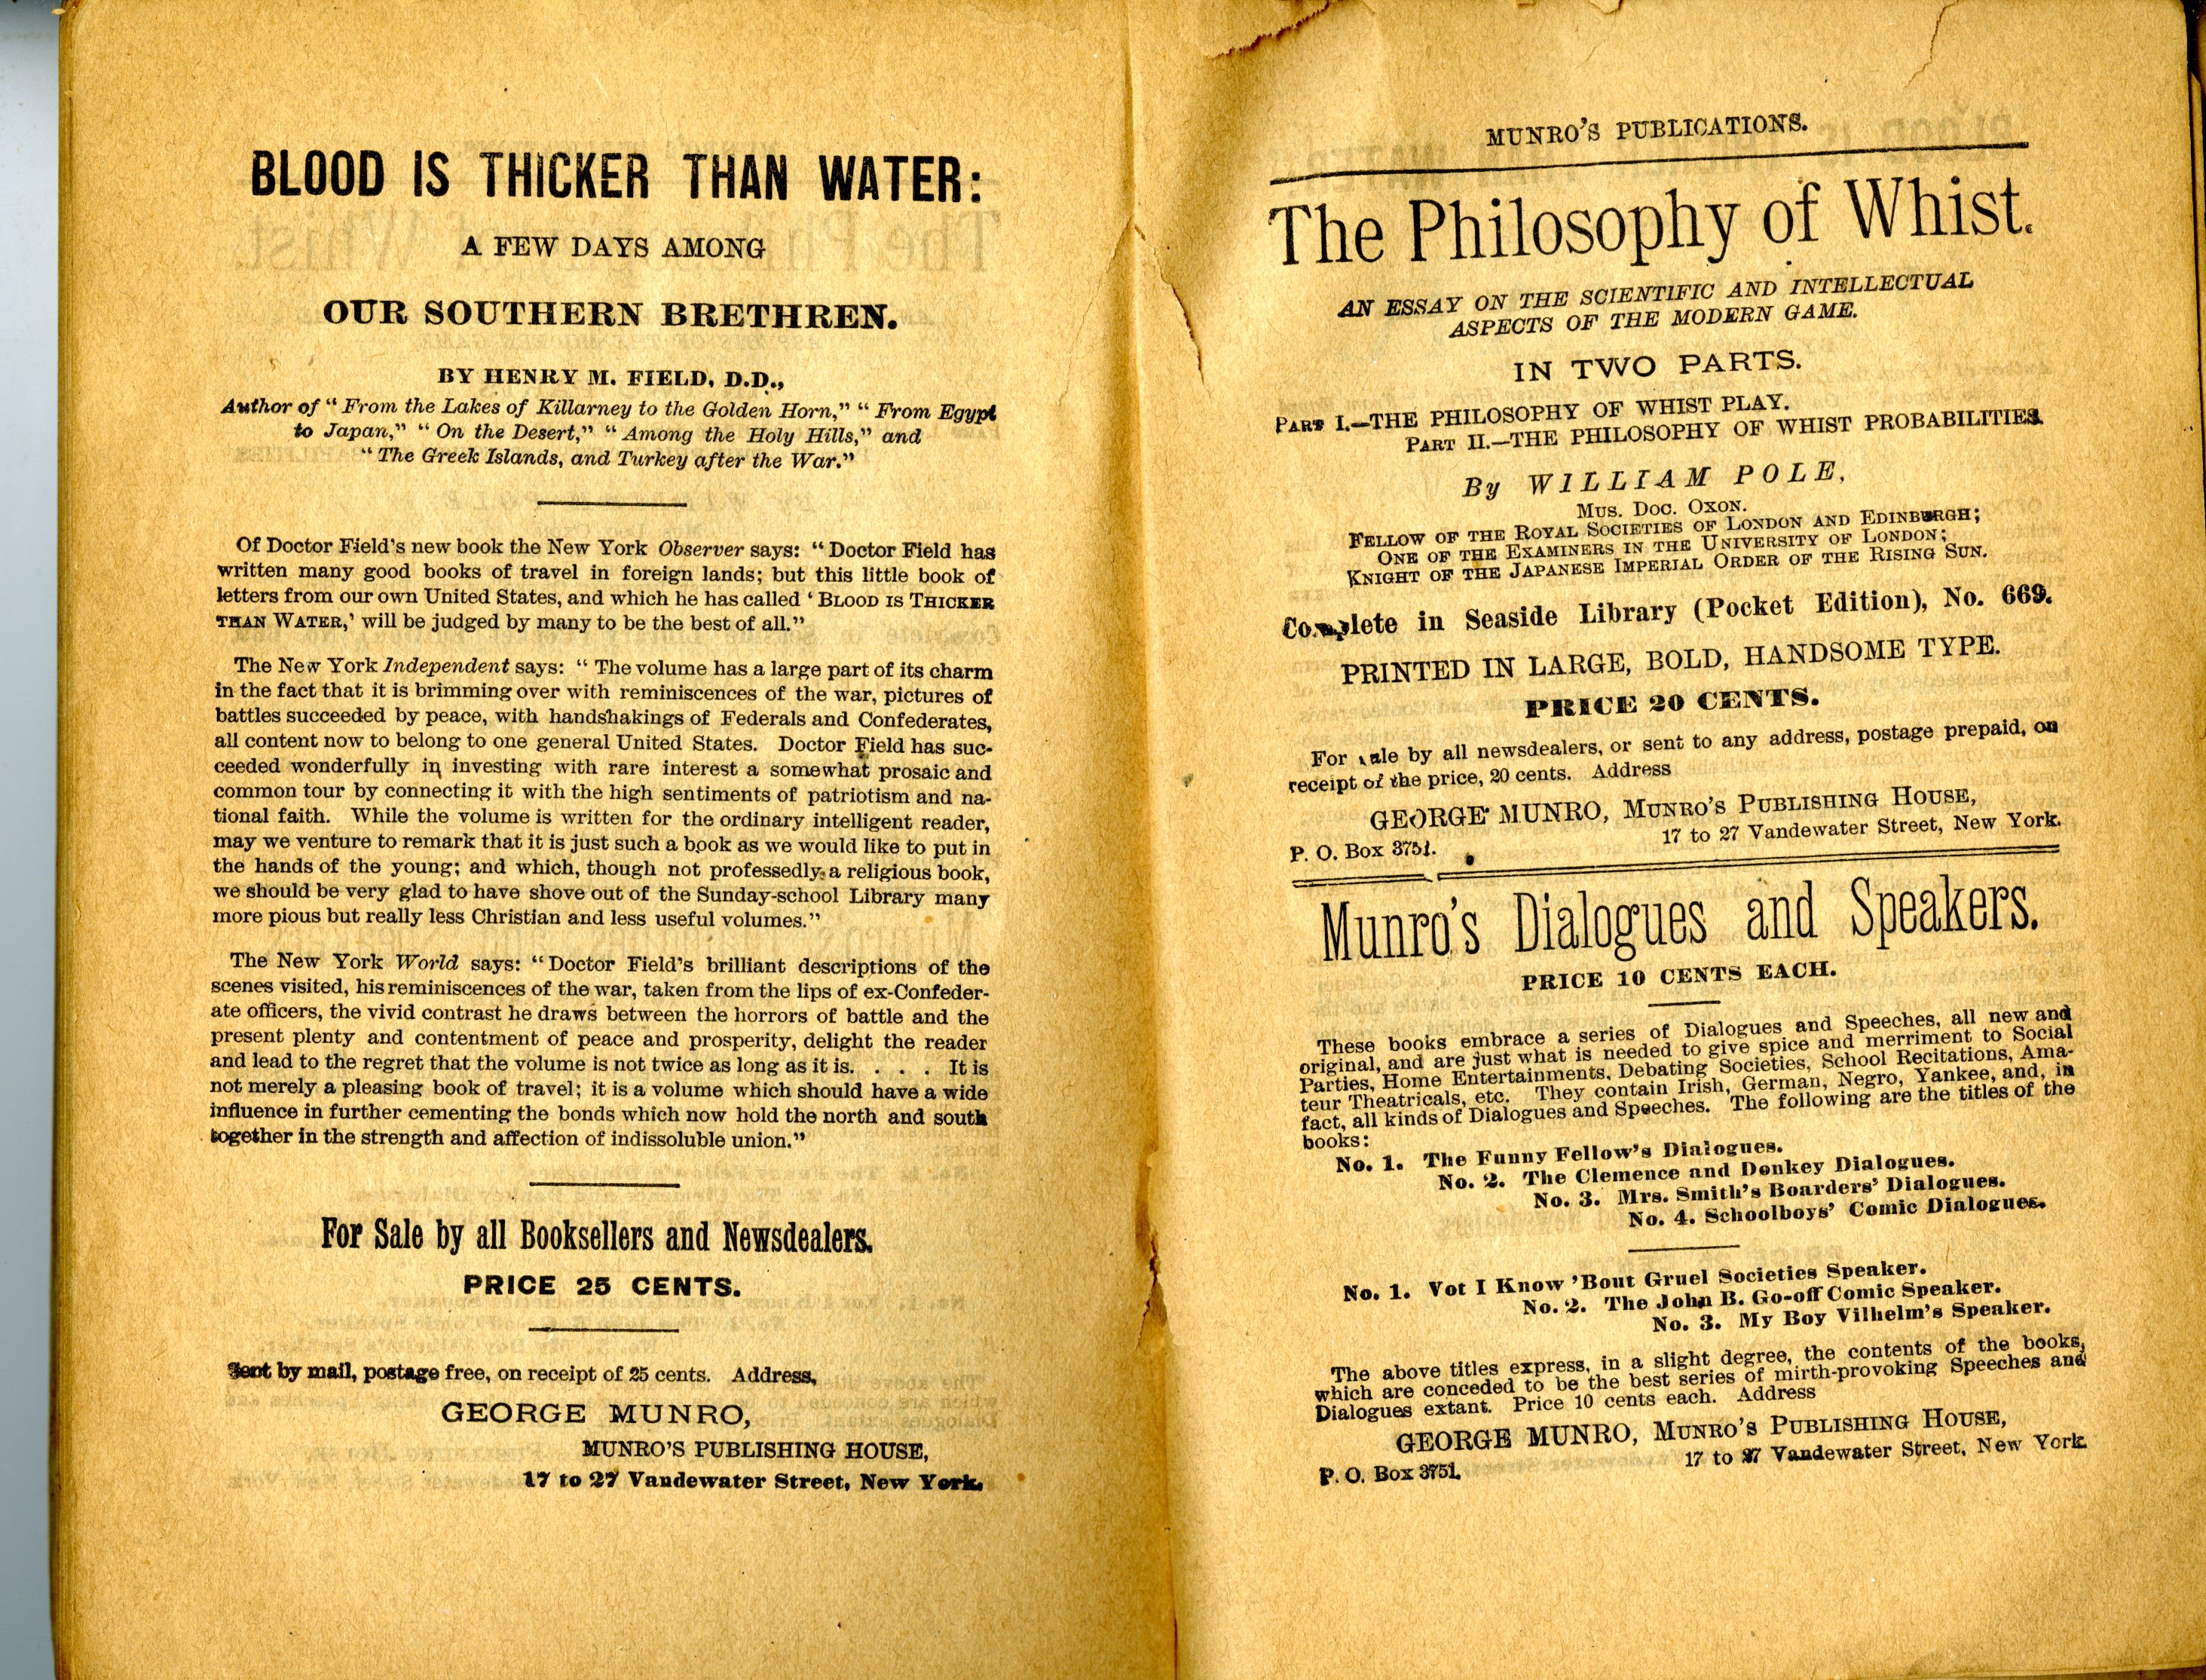 BLOOD IS THICKER THAN WATER:
A FEW DAYS AMONG
OUR SOUTHERN BRETHREN.
BY HENRY M. FIELD, D.D.,
Author of “From the Lakes of Killarney to the Golden Horn,” “From Egypt
to Japan,” “On the Desert,” “Among the Holy Hills,” and
“The Greek Islands, and Turkey after the War.”
Of Doctor Field's new book the New York Observer says: “Doctor Field has
written many good books of travel in foreign lands; but this little book of
letters from our own United States, and which he has called ‘BLOOD IS THICKER
THAN WATER,’ will be judged by many to be the best of all.”
The New York Independent says: “The volume has a large part of its charm
in the fact that it is brimming over with reminiscences of the war, pictures of
battles succeeded by peace, with handshakings of Federals and Confederates,
all content now to belong to one general United States. Doctor Field has suc-
ceeded wonderfully in investing with rare interest a somewhat prosaic and
common tour by connecting it with the high sentiments of patriotism and na-
tional faith. While the volume is written for the ordinary intelligent reader,
may we venture to remark that it is just such a book as we would like to put in
the hands of the young; and which, though not professedly a religious book,
we should be very glad to have shove out of the Sunday-school Library many
more pious but really less Christian and less useful volumes.”
The New York World says: “Doctor Field's brilliant descriptions of the
scenes visited, his reminiscences of the war, taken from the lips of ex-Confeder-
ate officers, the vivid contrast he draws between the horrors of battle and the
present plenty and contentment of peace and prosperity, delight the reader
and lead to the regret that the volume is not twice as long as it is. . . . It is
not merely a pleasing book of travel; it is a volume which should have a wide
influence in further cementing the bonds which now hold the north and south
together in the strength and affection of indissoluble union.”
For Sale by all Booksellers and Newsdealers.
PRICE 25 CENTS.
Sent by mail, postage free, on receipt of 25 cents. Address,
GEORGE MUNRO,
MUNRO'S PUBLISHING HOUSE,
17 to 27 Vandewater Street, New York.
MUNRO'S PUBLICATIONS.
The Philosophy of Whist.
AN ESSAY ON THE SCIENTIFIC AND INTELLECTUAL
ASPECTS OF THE MODERN GAME.
IN TWO PARTS.
PART I.—THE PHILOSOPHY OF WHIST PLAY.
PART II.—THE PHILOSOPHY OF WHIST PROBABILITIES.
By WILLIAM POLE,
MUS. DOC. OXON.
FELLOW OF THE ROYAL SOCIETIES OF LONDON AND EDINBURGH;
ONE OF THE EXAMINERS IN THE UNIVERSITY OF LONDON;
KNIGHT OF THE JAPANESE IMPERIAL ORDER OF THE RISING SUN.
Complete in Seaside Library (Pocket Edition), No. 669.
PRINTED IN LARGE, BOLD, HANDSOME TYPE.
PRICE 20 CENTS.
For sale by all newsdealers, or sent to any address, postage prepaid, on
receipt of the price, 20 cents. Address
GEORGE MUNRO, MUNRO'S PUBLISHING HOUSE,
P. O. Box 3751. 17 to 27 Vandewater Street, New York.
Munro's Dialogues and Speakers.
PRICE 10 CENTS EACH.
These books embrace a series of Dialogues and Speeches, all new and
original, and are just what is needed to give spice and merriment to Social
Parties, Home Entertainments, Debating Societies, School Recitations, Ama-
teur Theatricals, etc. They contain Irish, German, Negro, Yankee, and, in
fact, all kinds of Dialogues and Speeches. The following are the titles of the
books:
No. 1. The Funny Fellow's Dialogues.
No. 2. The Clemence and Donkey Dialogues.
No. 3. Mrs. Smith's Boarders' Dialogues.
No. 4. Schoolboys' Comic Dialogues.
No. 1. Vot I Know 'Bout Gruel Societies Speaker.
No. 2. The John B. Go-off Comic Speaker.
No. 3. My Boy Vilhelm's Speaker.
The above titles express, in a slight degree, the contents of the books,
which are conceded to be the best series of mirth-provoking Speeches and
Dialogues extant. Price 10 cents each. Address
GEORGE MUNRO, MUNRO'S PUBLISHING HOUSE,
P. O. Box 3751. 17 to 27 Vandewater Street, New York.